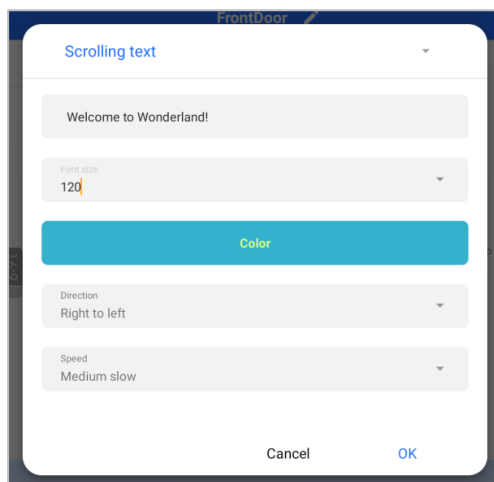 FrontDoor
Scrolling text
Welcome to Wonderland!
Font size
120
Color
Direction
Right to left
Speed
Medium slow
Cancel
OK